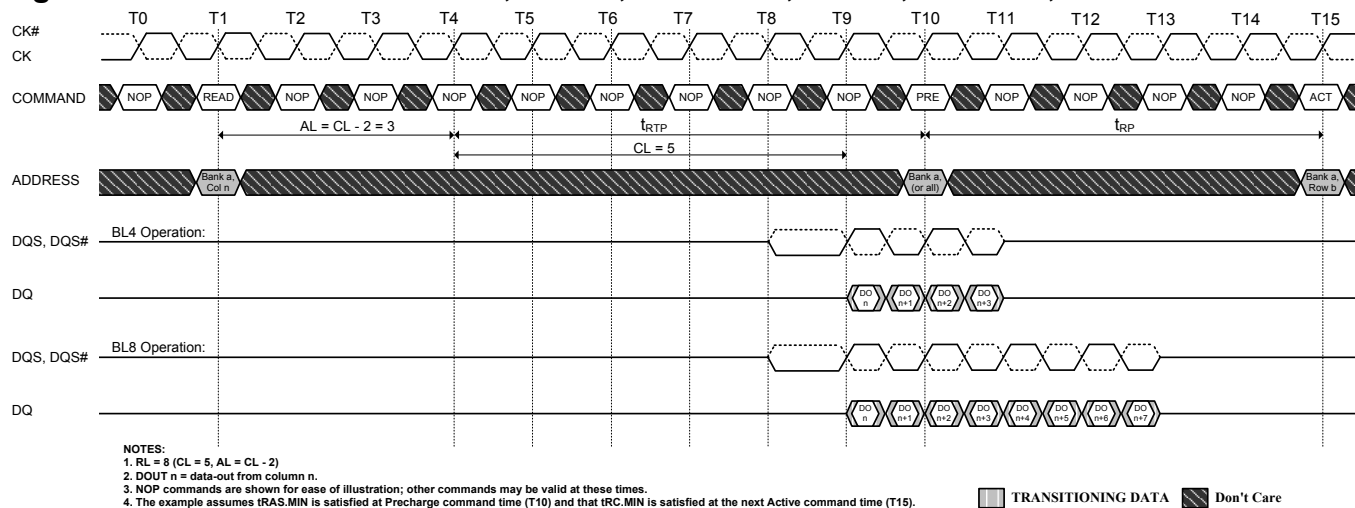 T0 T1 T2 T3 T4 T5 T6 T7 T8 T9 T10 T11 T12 T13 T14 T15
CK#
CK
COMMAND NOP READ NOP NOP NOP NOP NOP NOP NOP NOP PRE NOP NOP NOP NOP ACT
AL = CL - 2 = 3 tRTP tRP
CL = 5
ADDRESS Bank a, Col n Bank a, (or all) Bank a, Row b
BL4 Operation:
DQS, DQS#
DQ DO n DO n+1 DO n+2 DO n+3
BL8 Operation:
DQS, DQS#
DQ DO n DO n+1 DO n+2 DO n+3 DO n+4 DO n+5 DO n+6 DO n+7
NOTES:
1. RL = 8 (CL = 5, AL = CL - 2)
2. DOUT n = data-out from column n.
3. NOP commands are shown for ease of illustration; other commands may be valid at these times.
4. The example assumes tRAS.MIN is satisfied at Precharge command time (T10) and that tRC.MIN is satisfied at the next Active command time (T15).
TRANSITIONING DATA Don't Care